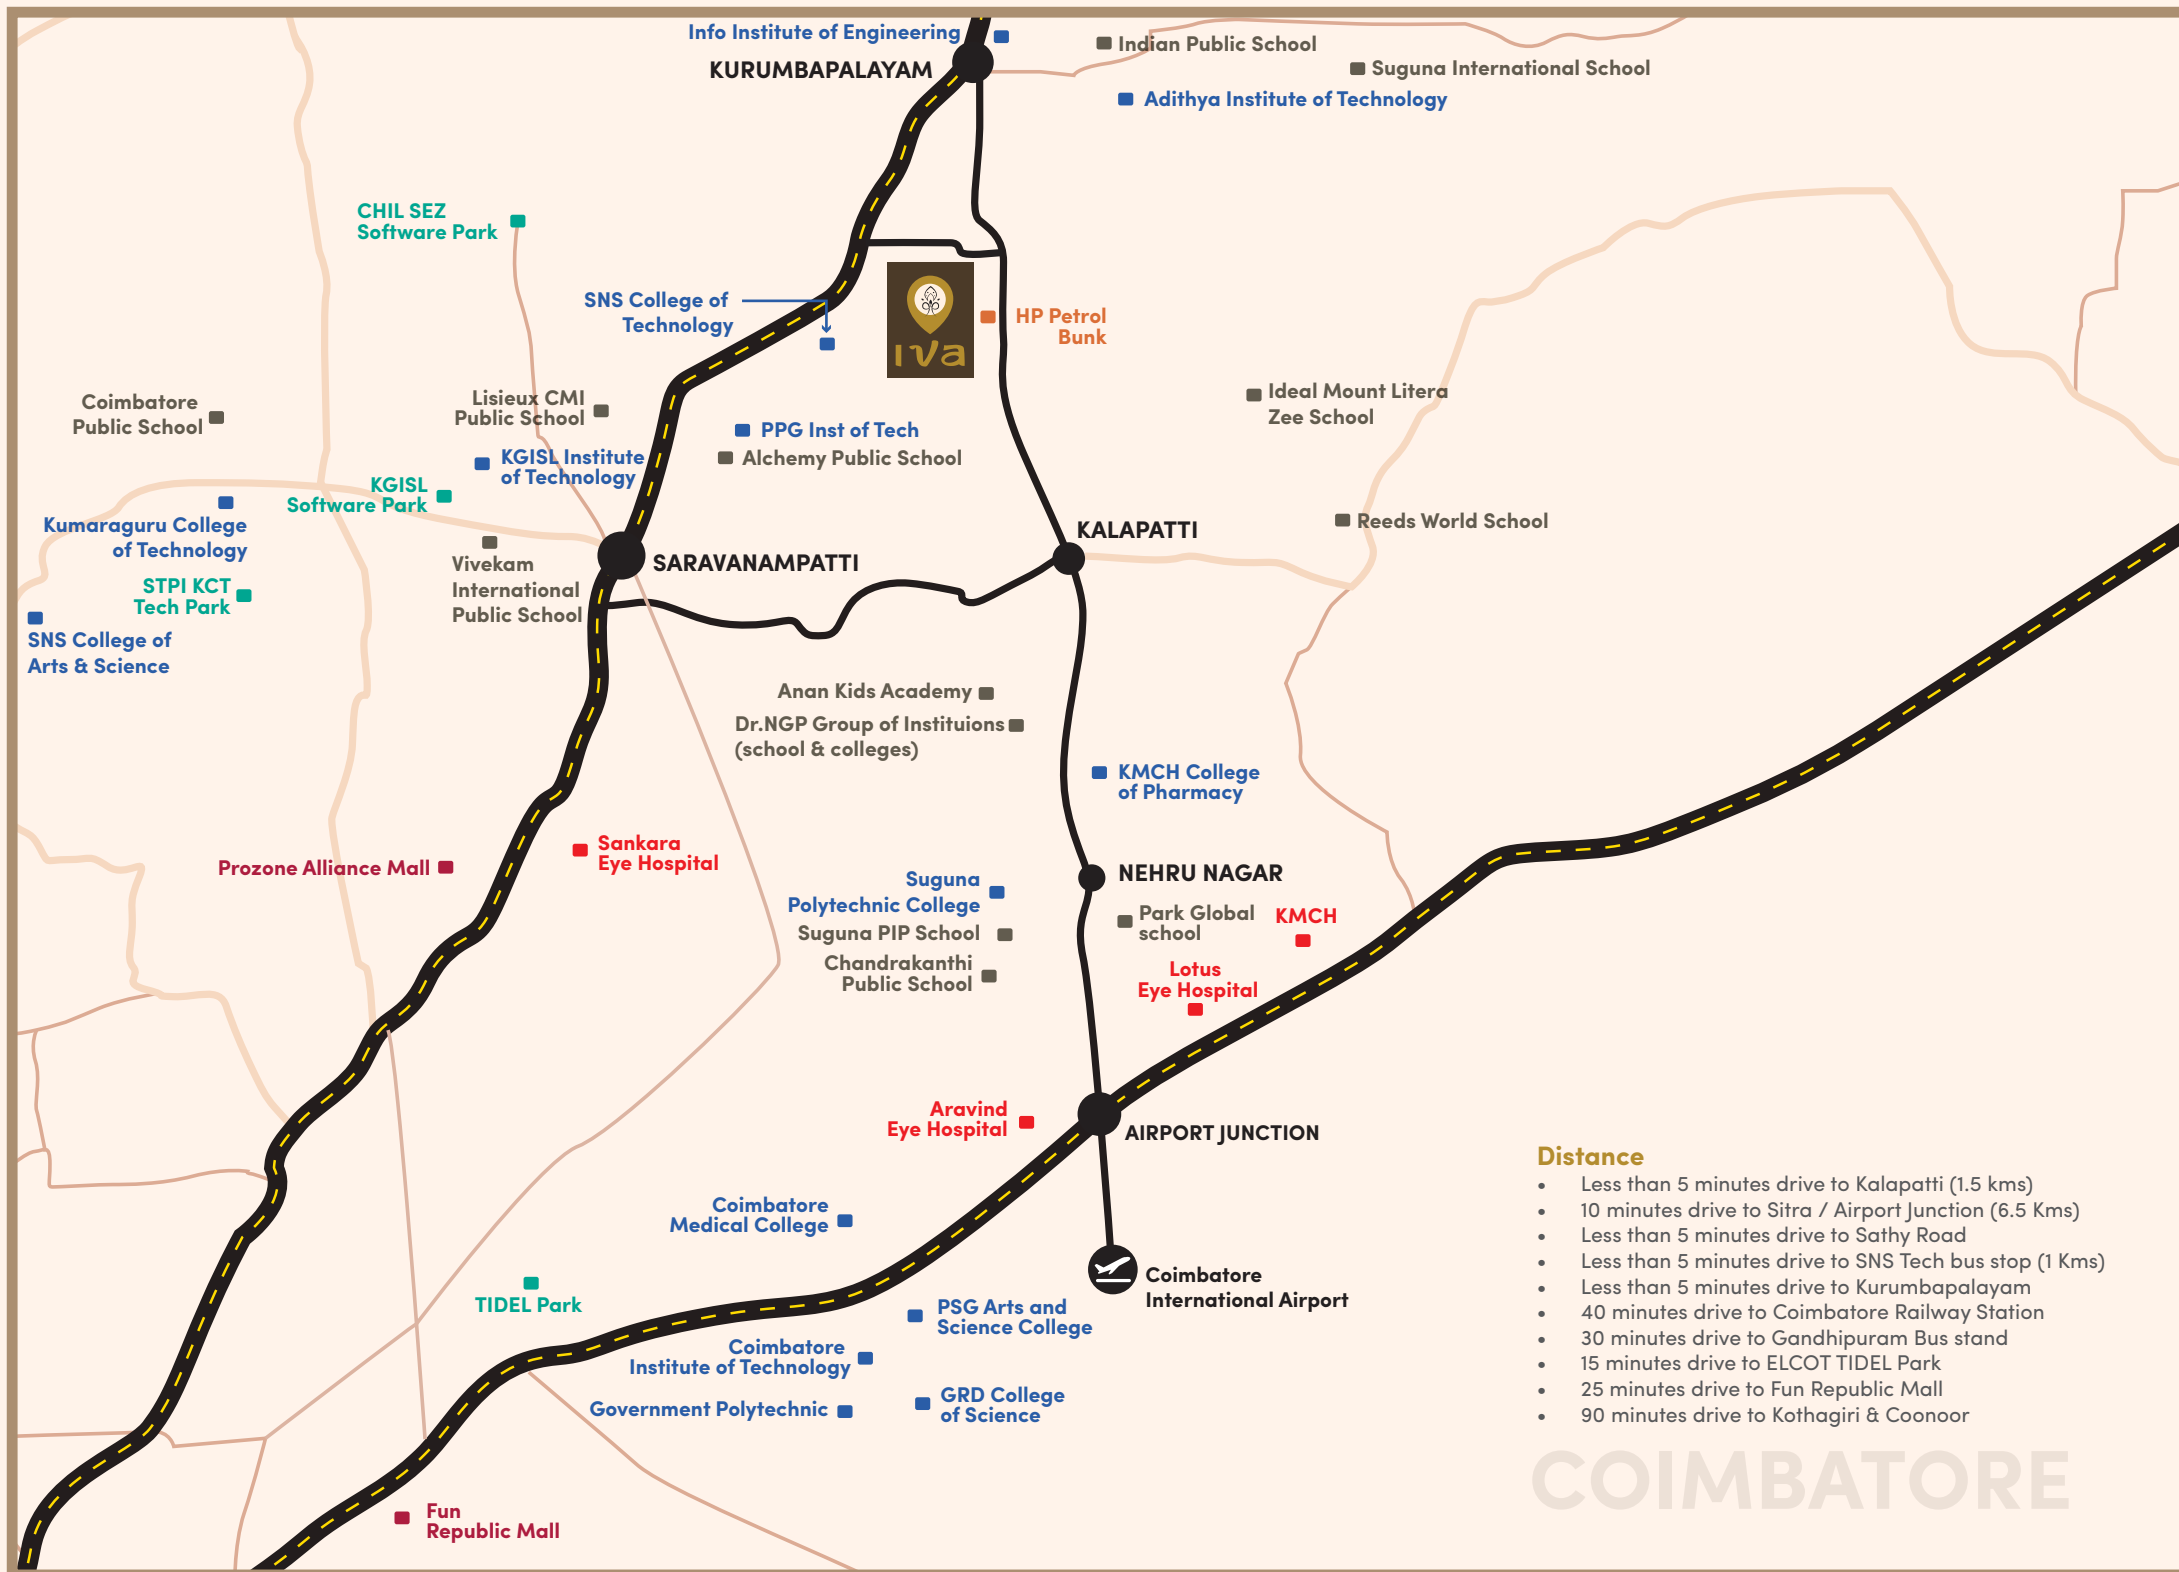 Info Institute of Engineering
KURUMBAPALAYAM
Indian Public School
Suguna International School
Adithya Institute of Technology
CHIL SEZ
Software Park
SNS College of
Technology
iva
HP Petrol
Bunk
Coimbatore
Public School
Lisieux CMI
Public School
PPG Inst of Tech
Alchemy Public School
Ideal Mount Litera
Zee School
KGISL Institute
of Technology
KGISL
Software Park
Kumaraguru College
of Technology
Reeds World School
KALAPATTI
SARAVANAMPATTI
Vivekam
International
Public School
STPI KCT
Tech Park
SNS College of
Arts & Science
Anan Kids Academy
Dr.NGP Group of Instituions
(school & colleges)
KMCH College
of Pharmacy
Sankara
Eye Hospital
Prozone Alliance Mall
NEHRU NAGAR
Suguna
Polytechnic College
Suguna PIP School
Chandrakanthi
Public School
Park Global
school
KMCH
Lotus
Eye Hospital
Aravind
Eye Hospital
AIRPORT JUNCTION
Coimbatore
Medical College
Coimbatore
International Airport
TIDEL Park
PSG Arts and
Science College
Coimbatore
Institute of Technology
GRD College
of Science
Government Polytechnic
Fun
Republic Mall
Distance
• Less than 5 minutes drive to Kalapatti (1.5 kms)
• 10 minutes drive to Sitra / Airport Junction (6.5 Kms)
• Less than 5 minutes drive to Sathy Road
• Less than 5 minutes drive to SNS Tech bus stop (1 Kms)
• Less than 5 minutes drive to Kurumbapalayam
• 40 minutes drive to Coimbatore Railway Station
• 30 minutes drive to Gandhipuram Bus stand
• 15 minutes drive to ELCOT TIDEL Park
• 25 minutes drive to Fun Republic Mall
• 90 minutes drive to Kothagiri & Coonoor
COIMBATORE